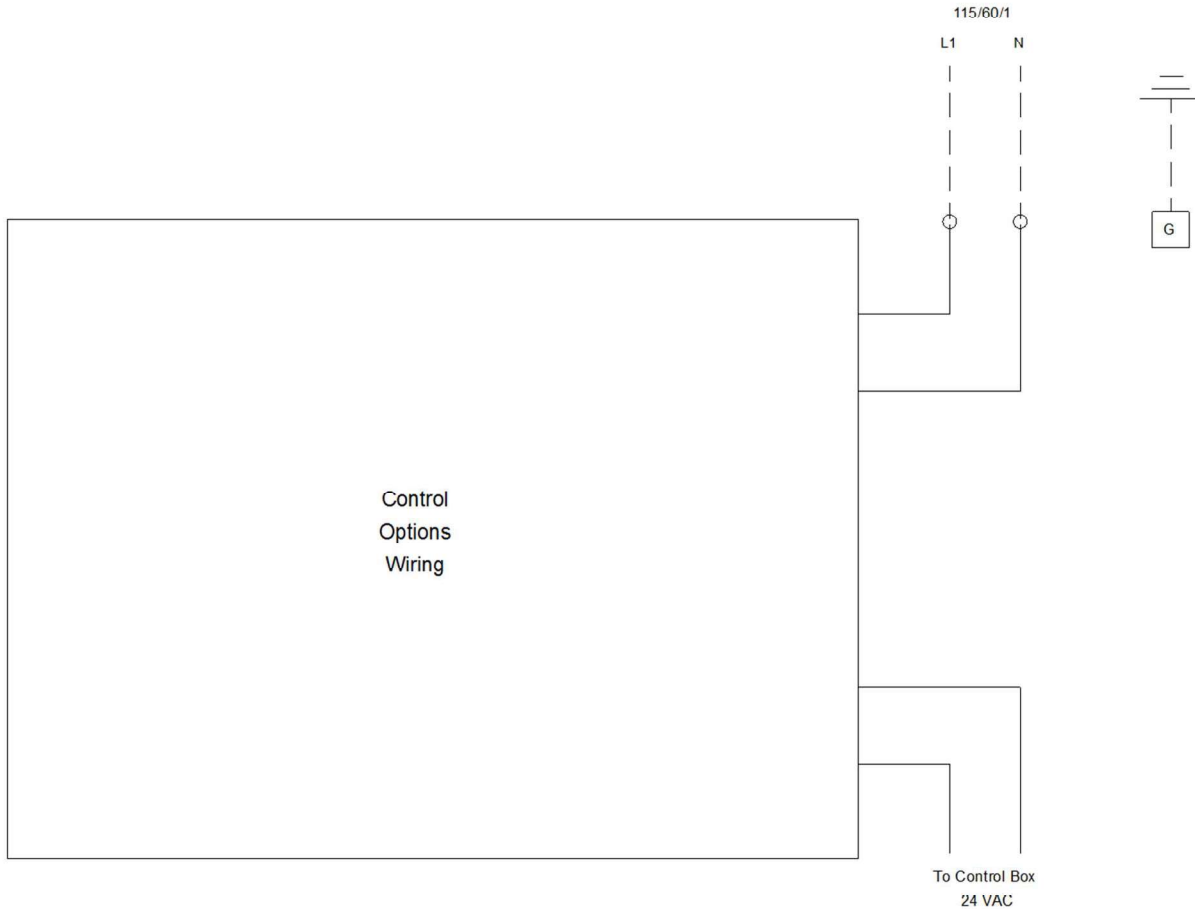 115/60/1
L1 N
G
Control
Options
Wiring
To Control Box
24 VAC